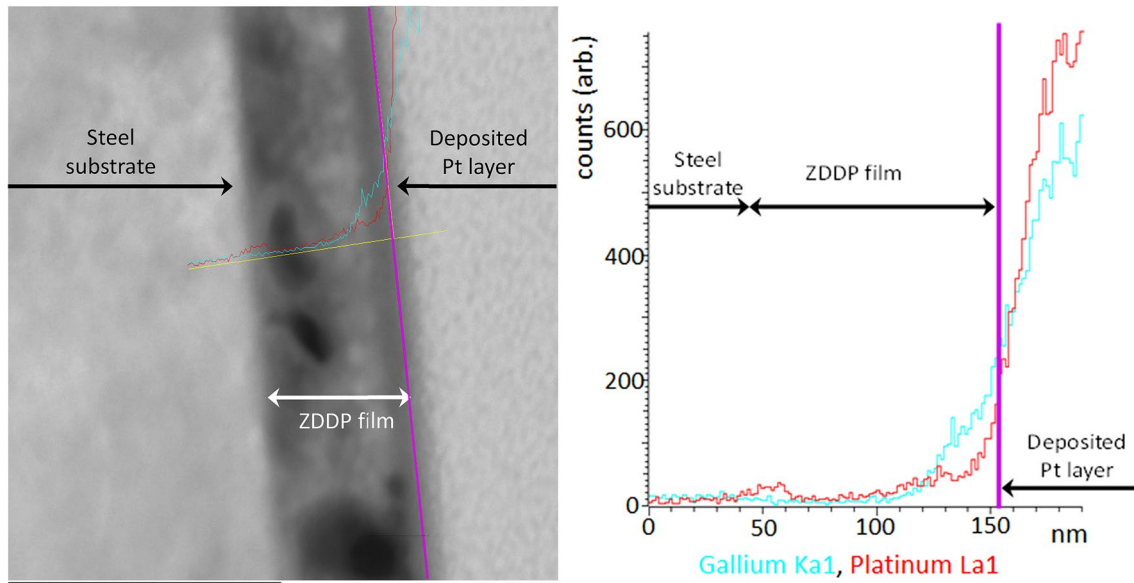 Steel
substrate
Deposited
Pt layer
ZDDP film
counts (arb.)
600
400
200
0
Steel
substrate
ZDDP film
Deposited
Pt layer
0
50
100
150
nm
Gallium Ka1, Platinum La1